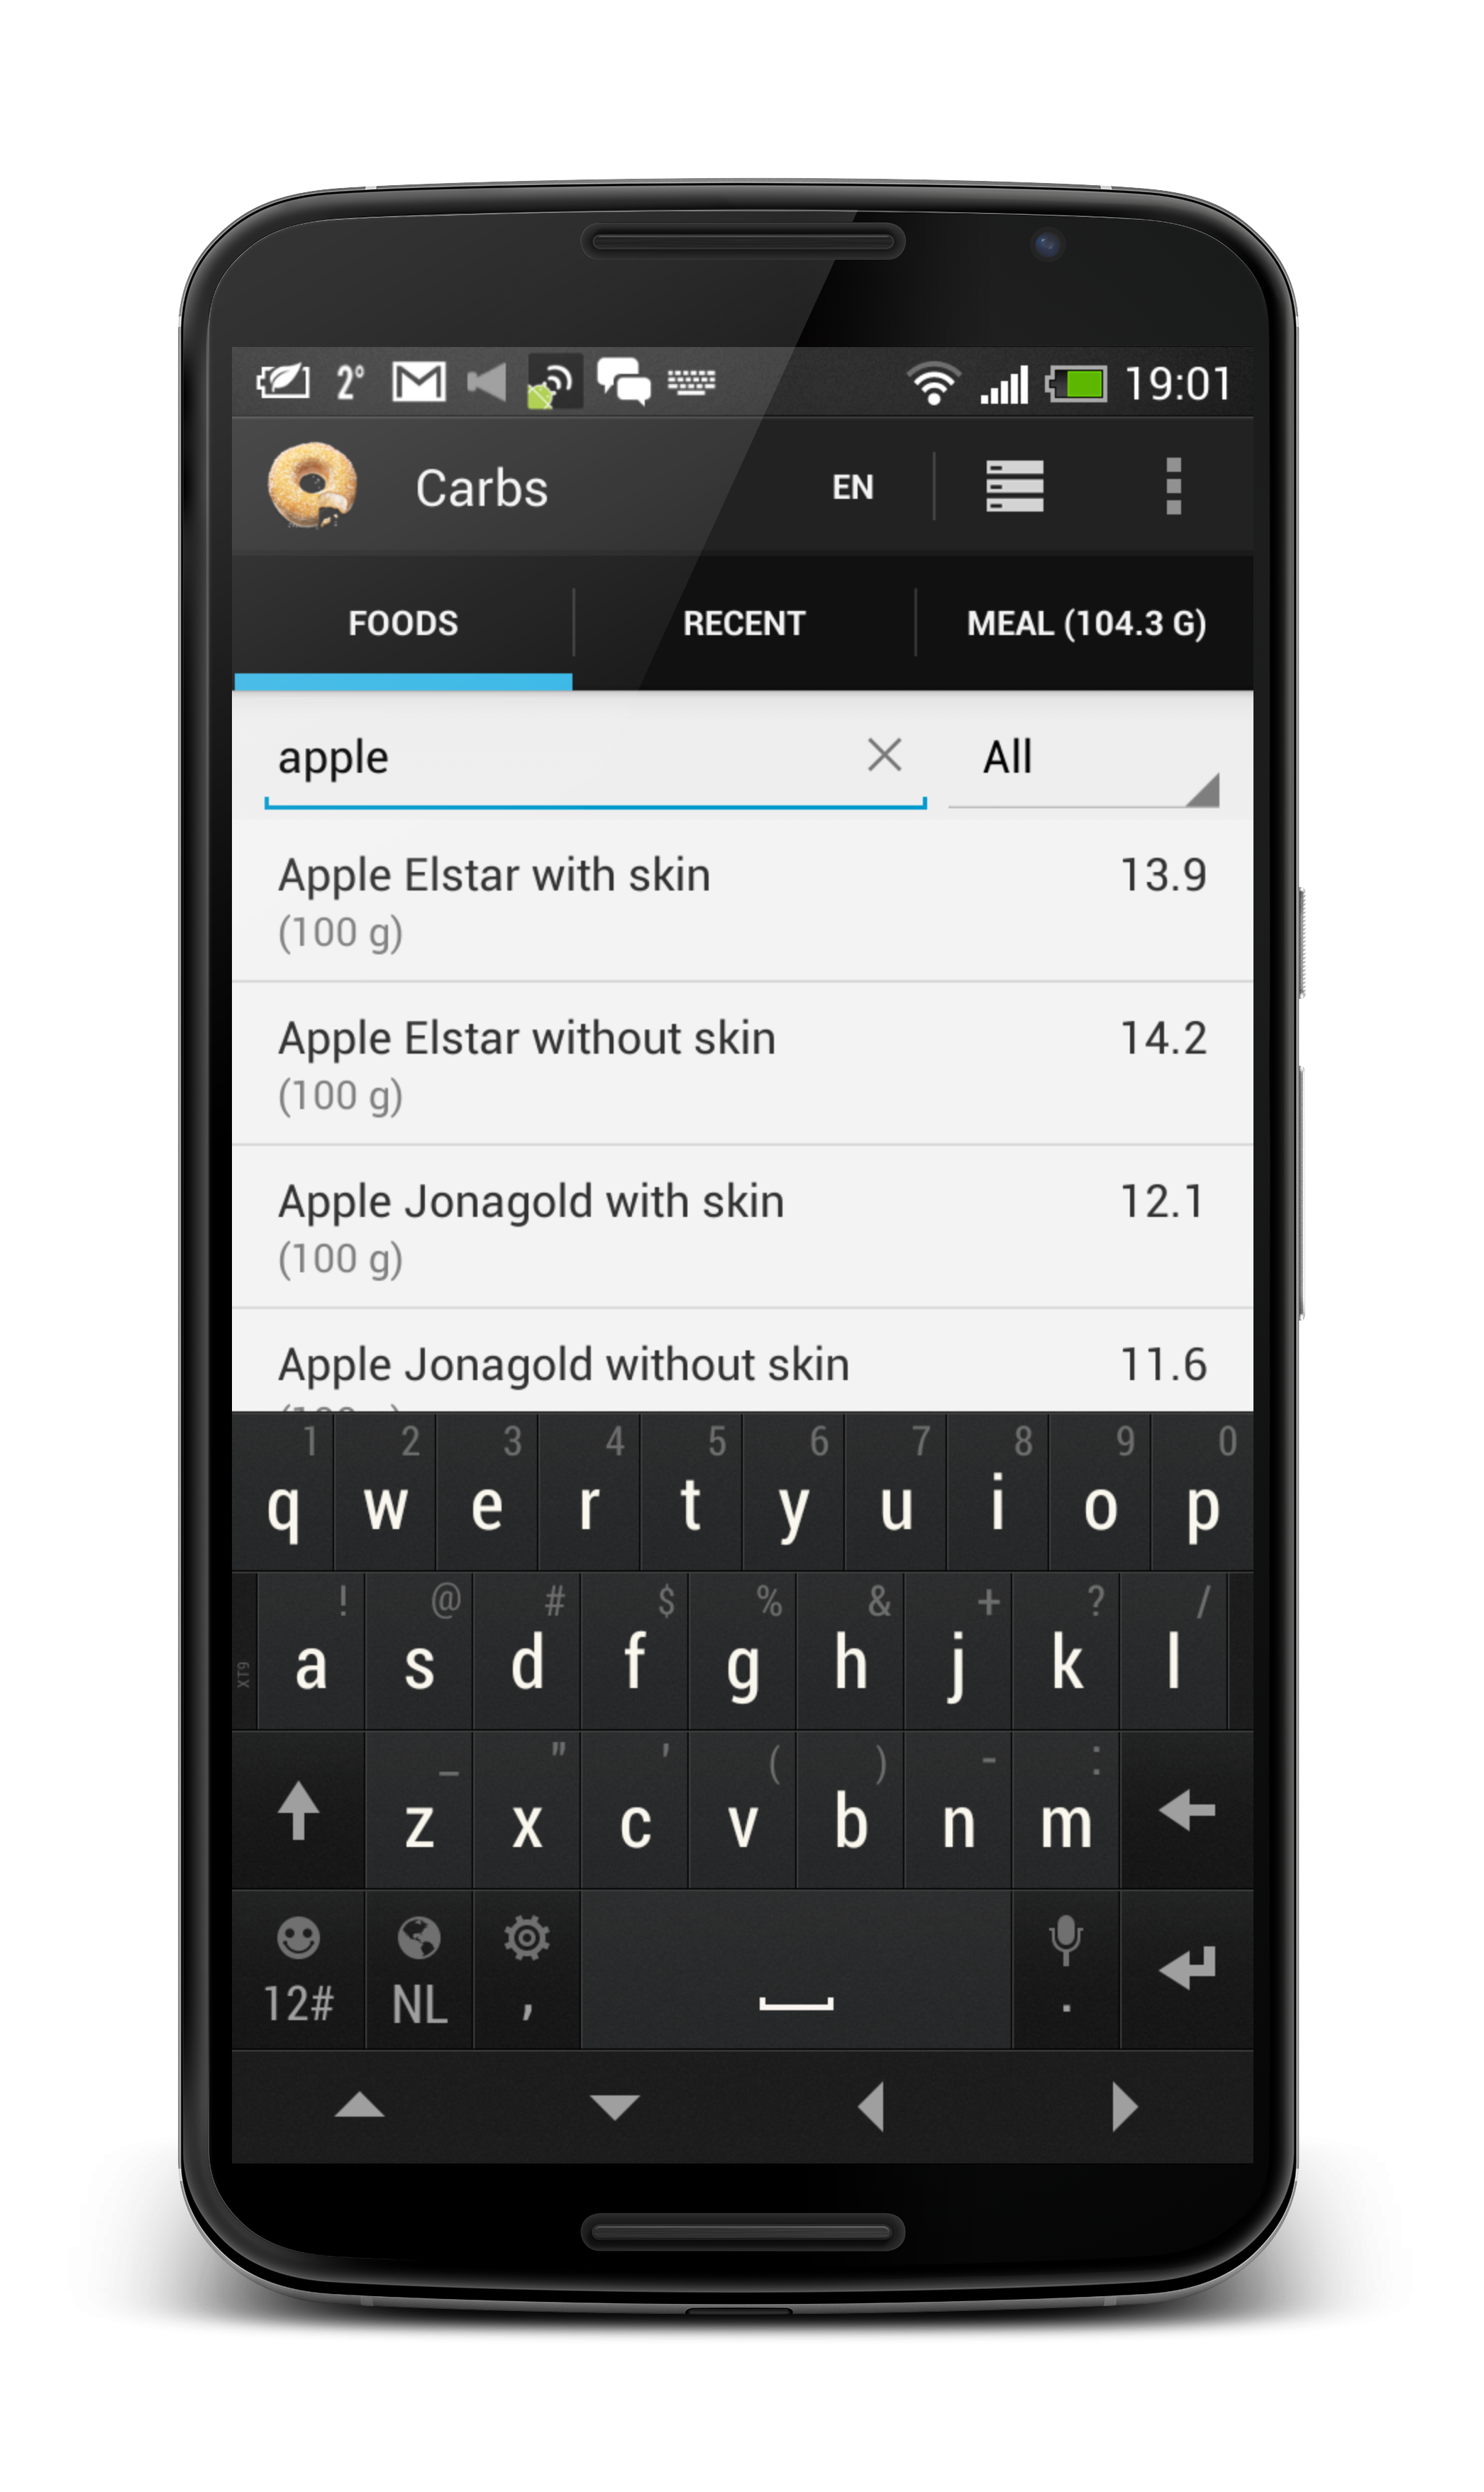 2°
19:01
Carbs
EN
FOODS
RECENT
MEAL (104.3 G)
apple
All
Apple Elstar with skin
13.9
(100 g)
Apple Elstar without skin
14.2
(100 g)
Apple Jonagold with skin
12.1
(100 g)
Apple Jonagold without skin
11.6
1 2 3 4 5 6 7 8 9 0
q w e r t y u i o p
! @ # $ % & + ? /
XT9
a s d f g h j k l
_ " ' ( ) - :
z x c v b n m
12# NL , .